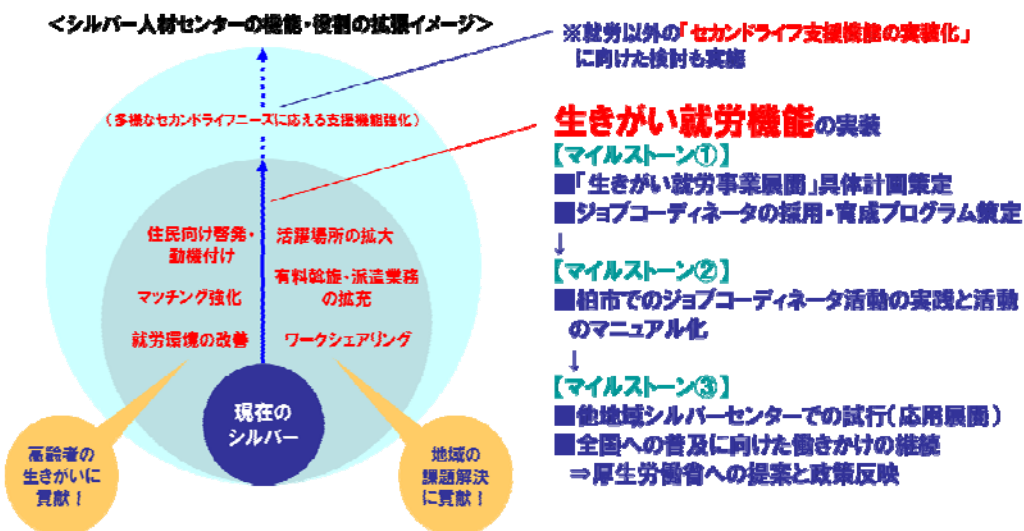 ＜シルバー人材センターの機能・役割の拡張イメージ＞
※就労以外の「セカンドライフ支援機能の実装化」
に向けた検討も実施
（多様なセカンドライフニーズに応える支援機能強化）
住民向け啓発・
動機付け
マッチング強化
就労環境の改善
活躍場所の拡大
有料斡旋・派遣業務
の拡充
ワークシェアリング
現在の
シルバー
高齢者の
生きがいに
貢献！
地域の
課題解決
に貢献！
生きがい就労機能の実装
【マイルストーン①】
■「生きがい就労事業展開」具体計画策定
■ジョブコーディネータの採用・育成プログラム策定
↓
【マイルストーン②】
■柏市でのジョブコーディネータ活動の実践と活動
のマニュアル化
↓
【マイルストーン③】
■他地域シルバーセンターでの試行（応用展開）
■全国への普及に向けた働きかけの継続
⇒厚生労働省への提案と政策反映